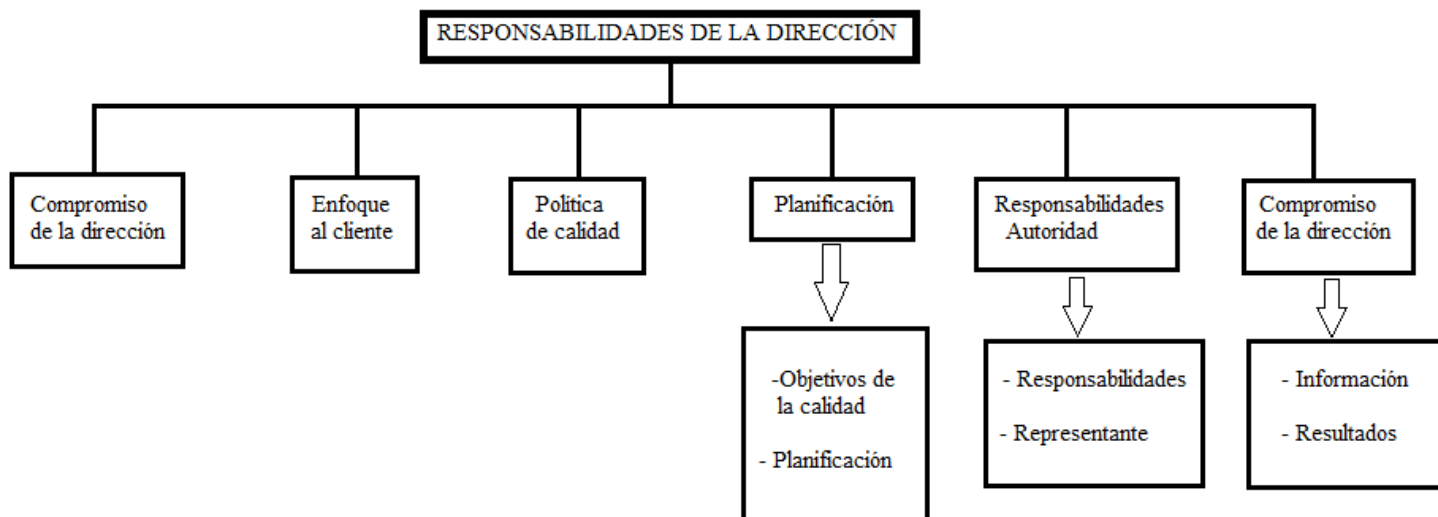 RESPONSABILIDADES DE LA DIRECCIÓN
Compromiso
de la dirección
Enfoque
al cliente
Política
de calidad
Planificación
Responsabilidades
Autoridad
Compromiso
de la dirección
-Objetivos de
la calidad
- Planificación
- Responsabilidades
- Representante
- Información
- Resultados